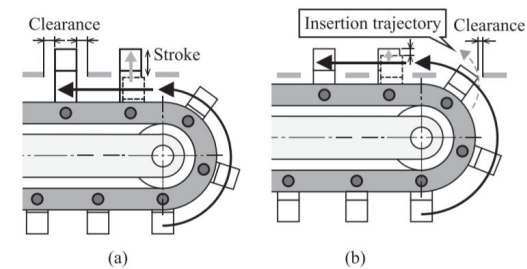 Clearance
Stroke
Insertion trajectory
Clearance
(a)
(b)